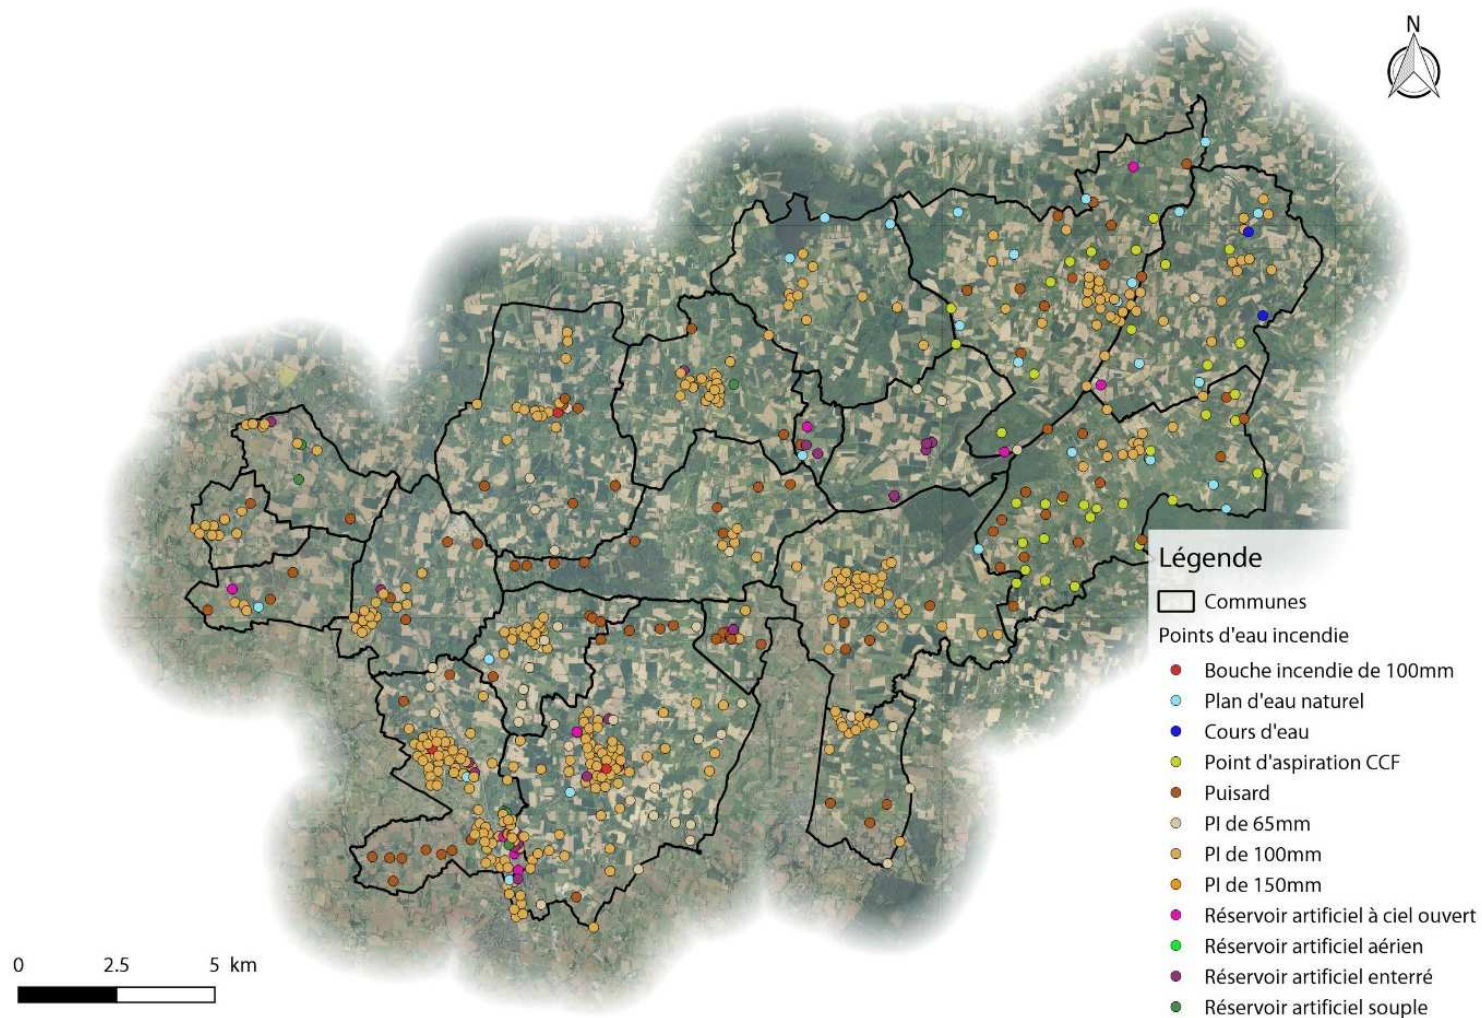 N
Légende
Communes
Points d'eau incendie
Bouche incendie de 100mm
Plan d'eau naturel
Cours d'eau
Point d'aspiration CCF
Puisard
PI de 65mm
PI de 100mm
PI de 150mm
Réservoir artificiel à ciel ouvert
Réservoir artificiel aérien
Réservoir artificiel enterré
Réservoir artificiel souple
0 2.5 5 km